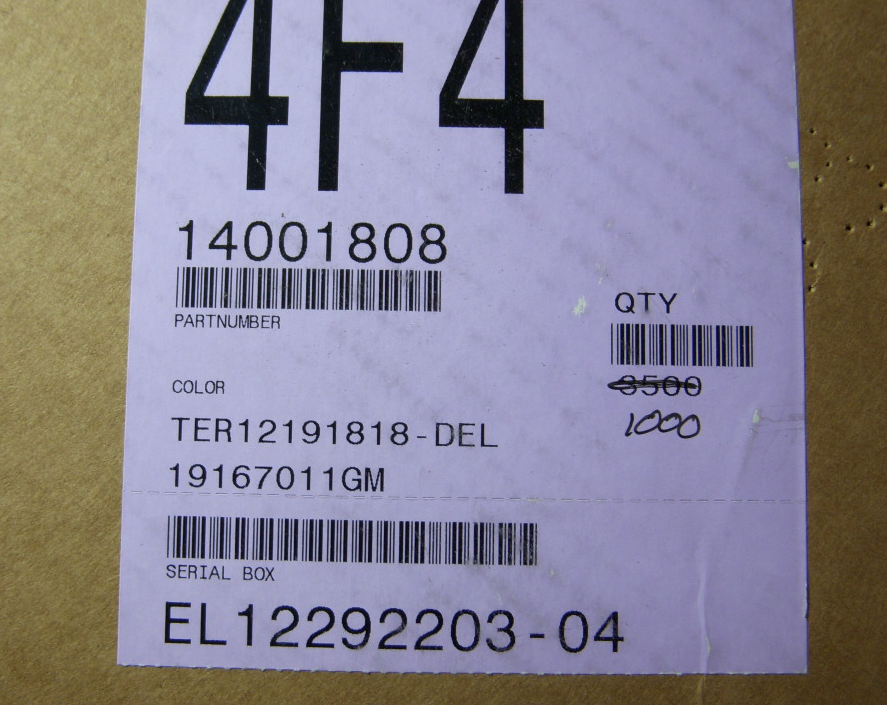 4F4
14001808
PARTNUMBER
QTY
3500
1000
COLOR
TER12191818-DEL
19167011GM
SERIAL BOX
EL12292203-04